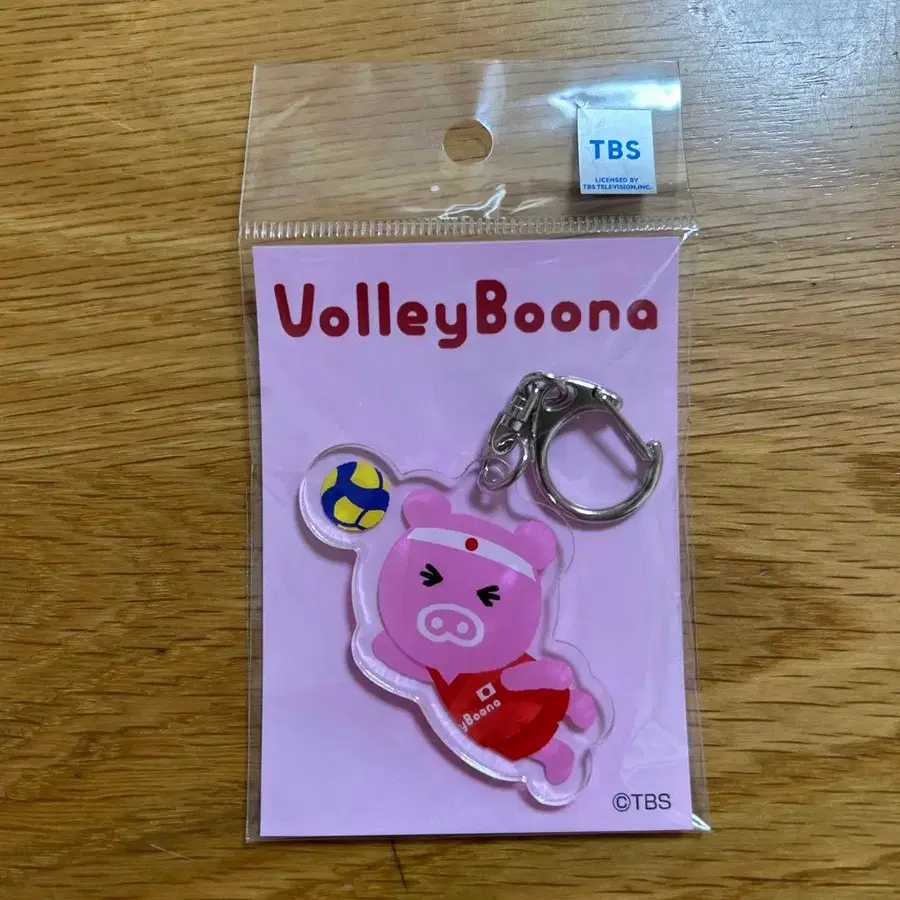 TBS
LICENSED BY
TBS TELEVISION,INC.
VolleyBoona
yBoona
©TBS